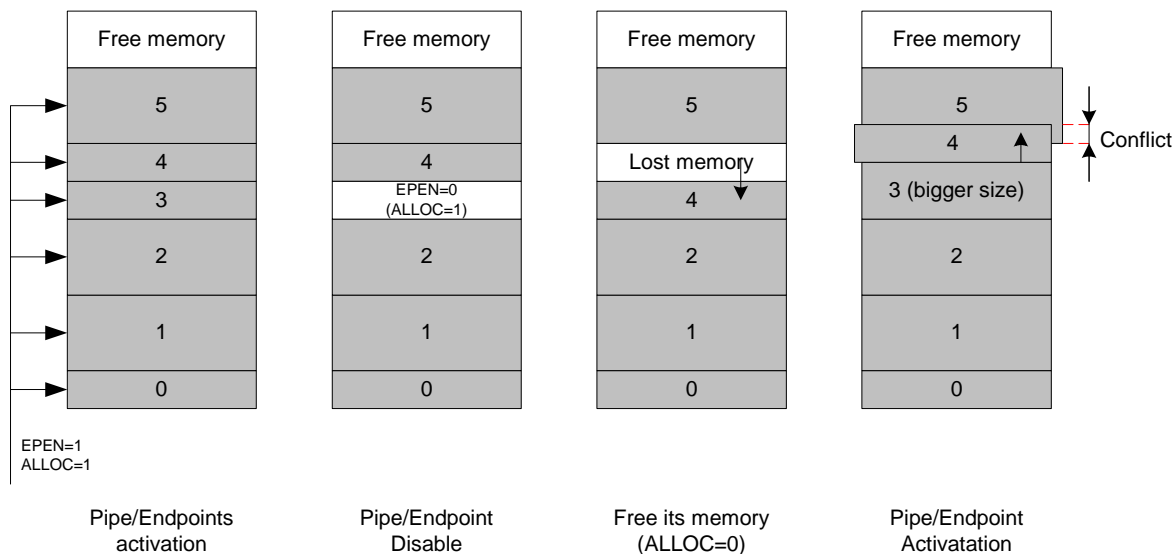 Free memory
5
4
3
2
1
0
EPEN=1
ALLOC=1
Pipe/Endpoints
activation
Free memory
5
4
EPEN=0
(ALLOC=1)
2
1
0
Pipe/Endpoint
Disable
Free memory
5
Lost memory
4
2
1
0
Free its memory
(ALLOC=0)
Free memory
5
4
Conflict
3 (bigger size)
2
1
0
Pipe/Endpoint
Activatation